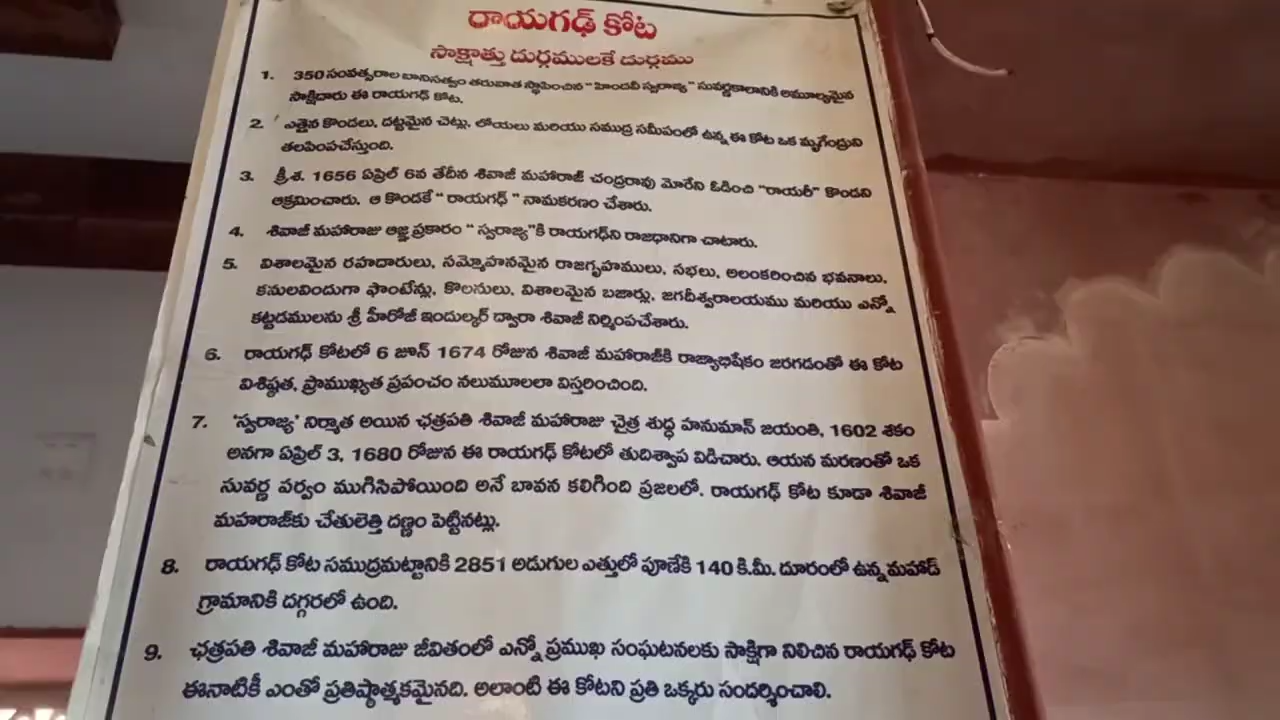 రాయగఢ్ కోట
సాక్షాత్తు దుర్గములకే దుర్గము
1. 350 సంవత్సరాల బానిసత్వం తరువాత స్థాపించిన "హిందవీ స్వరాజ్య" సువర్ణకాలానికి అమూల్యమైన
సాక్షిదారు ఈ రాయగఢ్ కోట.
2. ఎత్తైన కొండలు, దట్టమైన చెట్లు, లోయలు మరియు సముద్ర సమీపంలో ఉన్న ఈ కోట ఒక మృగేంద్రుని
తలపింపచేస్తుంది.
3. క్రీ.శ. 1656 ఏప్రిల్ 6వ తేదీన శివాజీ మహారాజ్ చంద్రరావు మోరేని ఓడించి "రాయరీ" కొండని
ఆక్రమించారు. ఆ కొండకే " రాయగఢ్ " నామకరణం చేశారు.
4. శివాజీ మహారాజు ఆజ్ఞ ప్రకారం " స్వరాజ్య"కి రాయగఢ్‌ని రాజధానిగా చాటారు.
5. విశాలమైన రహదారులు, సమ్మోహనమైన రాజగృహములు, సభలు, అలంకరించిన భవనాలు,
కనులవిందుగా ఫౌంటేన్లు, కొలనులు, విశాలమైన బజార్లు, జగదీశ్వరాలయము మరియు ఎన్నో
కట్టడములను శ్రీ హీరోజీ ఇందుల్కర్ ద్వారా శివాజీ నిర్మింపచేశారు.
6. రాయగఢ్ కోటలో 6 జూన్ 1674 రోజున శివాజీ మహారాజ్‌కి రాజ్యాభిషేకం జరగడంతో ఈ కోట
విశిష్ఠత, ప్రాముఖ్యత ప్రపంచం నలుమూలలా విస్తరించింది.
7. 'స్వరాజ్య' నిర్మాత అయిన ఛత్రపతి శివాజీ మహారాజు చైత్ర శుద్ధ హనుమాన్ జయంతి, 1602 శకం
అనగా ఏప్రిల్ 3, 1680 రోజున ఈ రాయగఢ్ కోటలో తుదిశ్వాప విడిచారు. ఆయన మరణంతో ఒక
సువర్ణ పర్వం ముగిసిపోయింది అనే బావన కలిగింది ప్రజలలో. రాయగఢ్ కోట కూడా శివాజీ
మహరాజ్‌కు చేతులెత్తి దణ్ణం పెట్టినట్లు.
8. రాయగఢ్ కోట సముద్రమట్టానికి 2851 అడుగుల ఎత్తులో పూణేకి 140 కి.మీ. దూరంలో ఉన్న మహాడ్
గ్రామానికి దగ్గరలో ఉంది.
9. ఛత్రపతి శివాజీ మహారాజు జీవితంలో ఎన్నో ప్రముఖ సంఘటనలకు సాక్షిగా నిలిచిన రాయగఢ్ కోట
ఈనాటికీ ఎంతో ప్రతిష్ఠాత్మకమైనది. అలాంటి ఈ కోటని ప్రతి ఒక్కరు సందర్శించాలి.